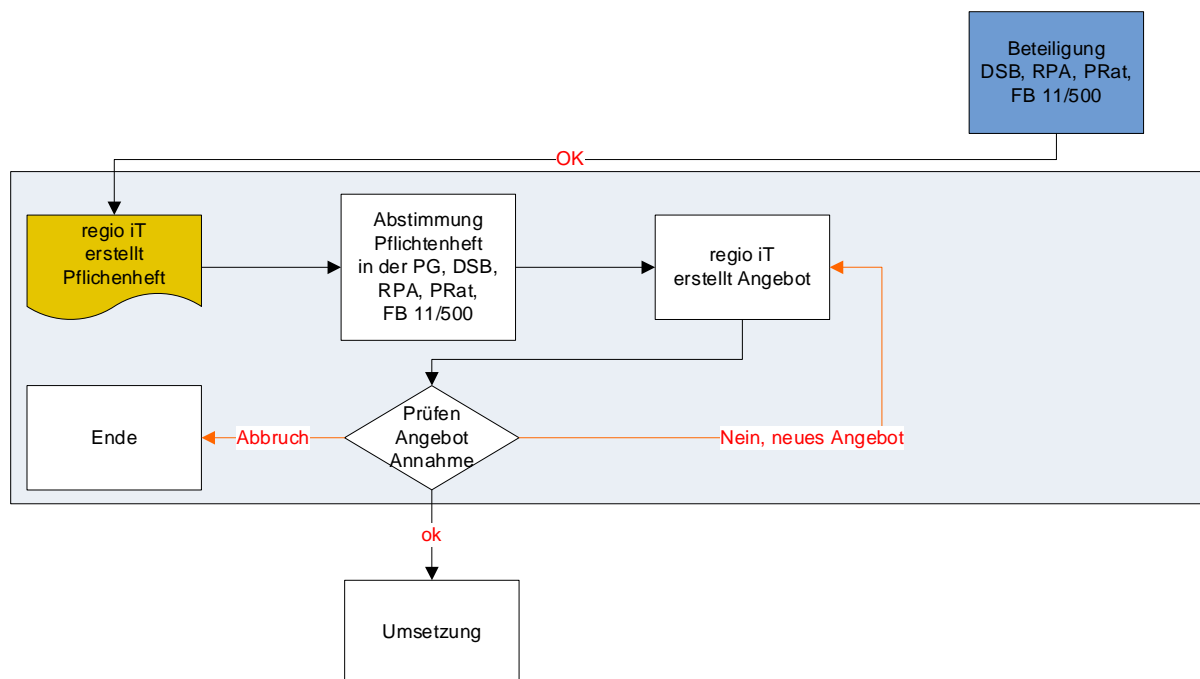 Beteiligung
DSB, RPA, PRat,
FB 11/500
OK
regio iT
erstellt
Pflichenheft
Abstimmung
Pflichtenheft
in der PG, DSB,
RPA, PRat,
FB 11/500
regio iT
erstellt Angebot
Ende
Abbruch
Prüfen
Angebot
Annahme
Nein, neues Angebot
ok
Umsetzung